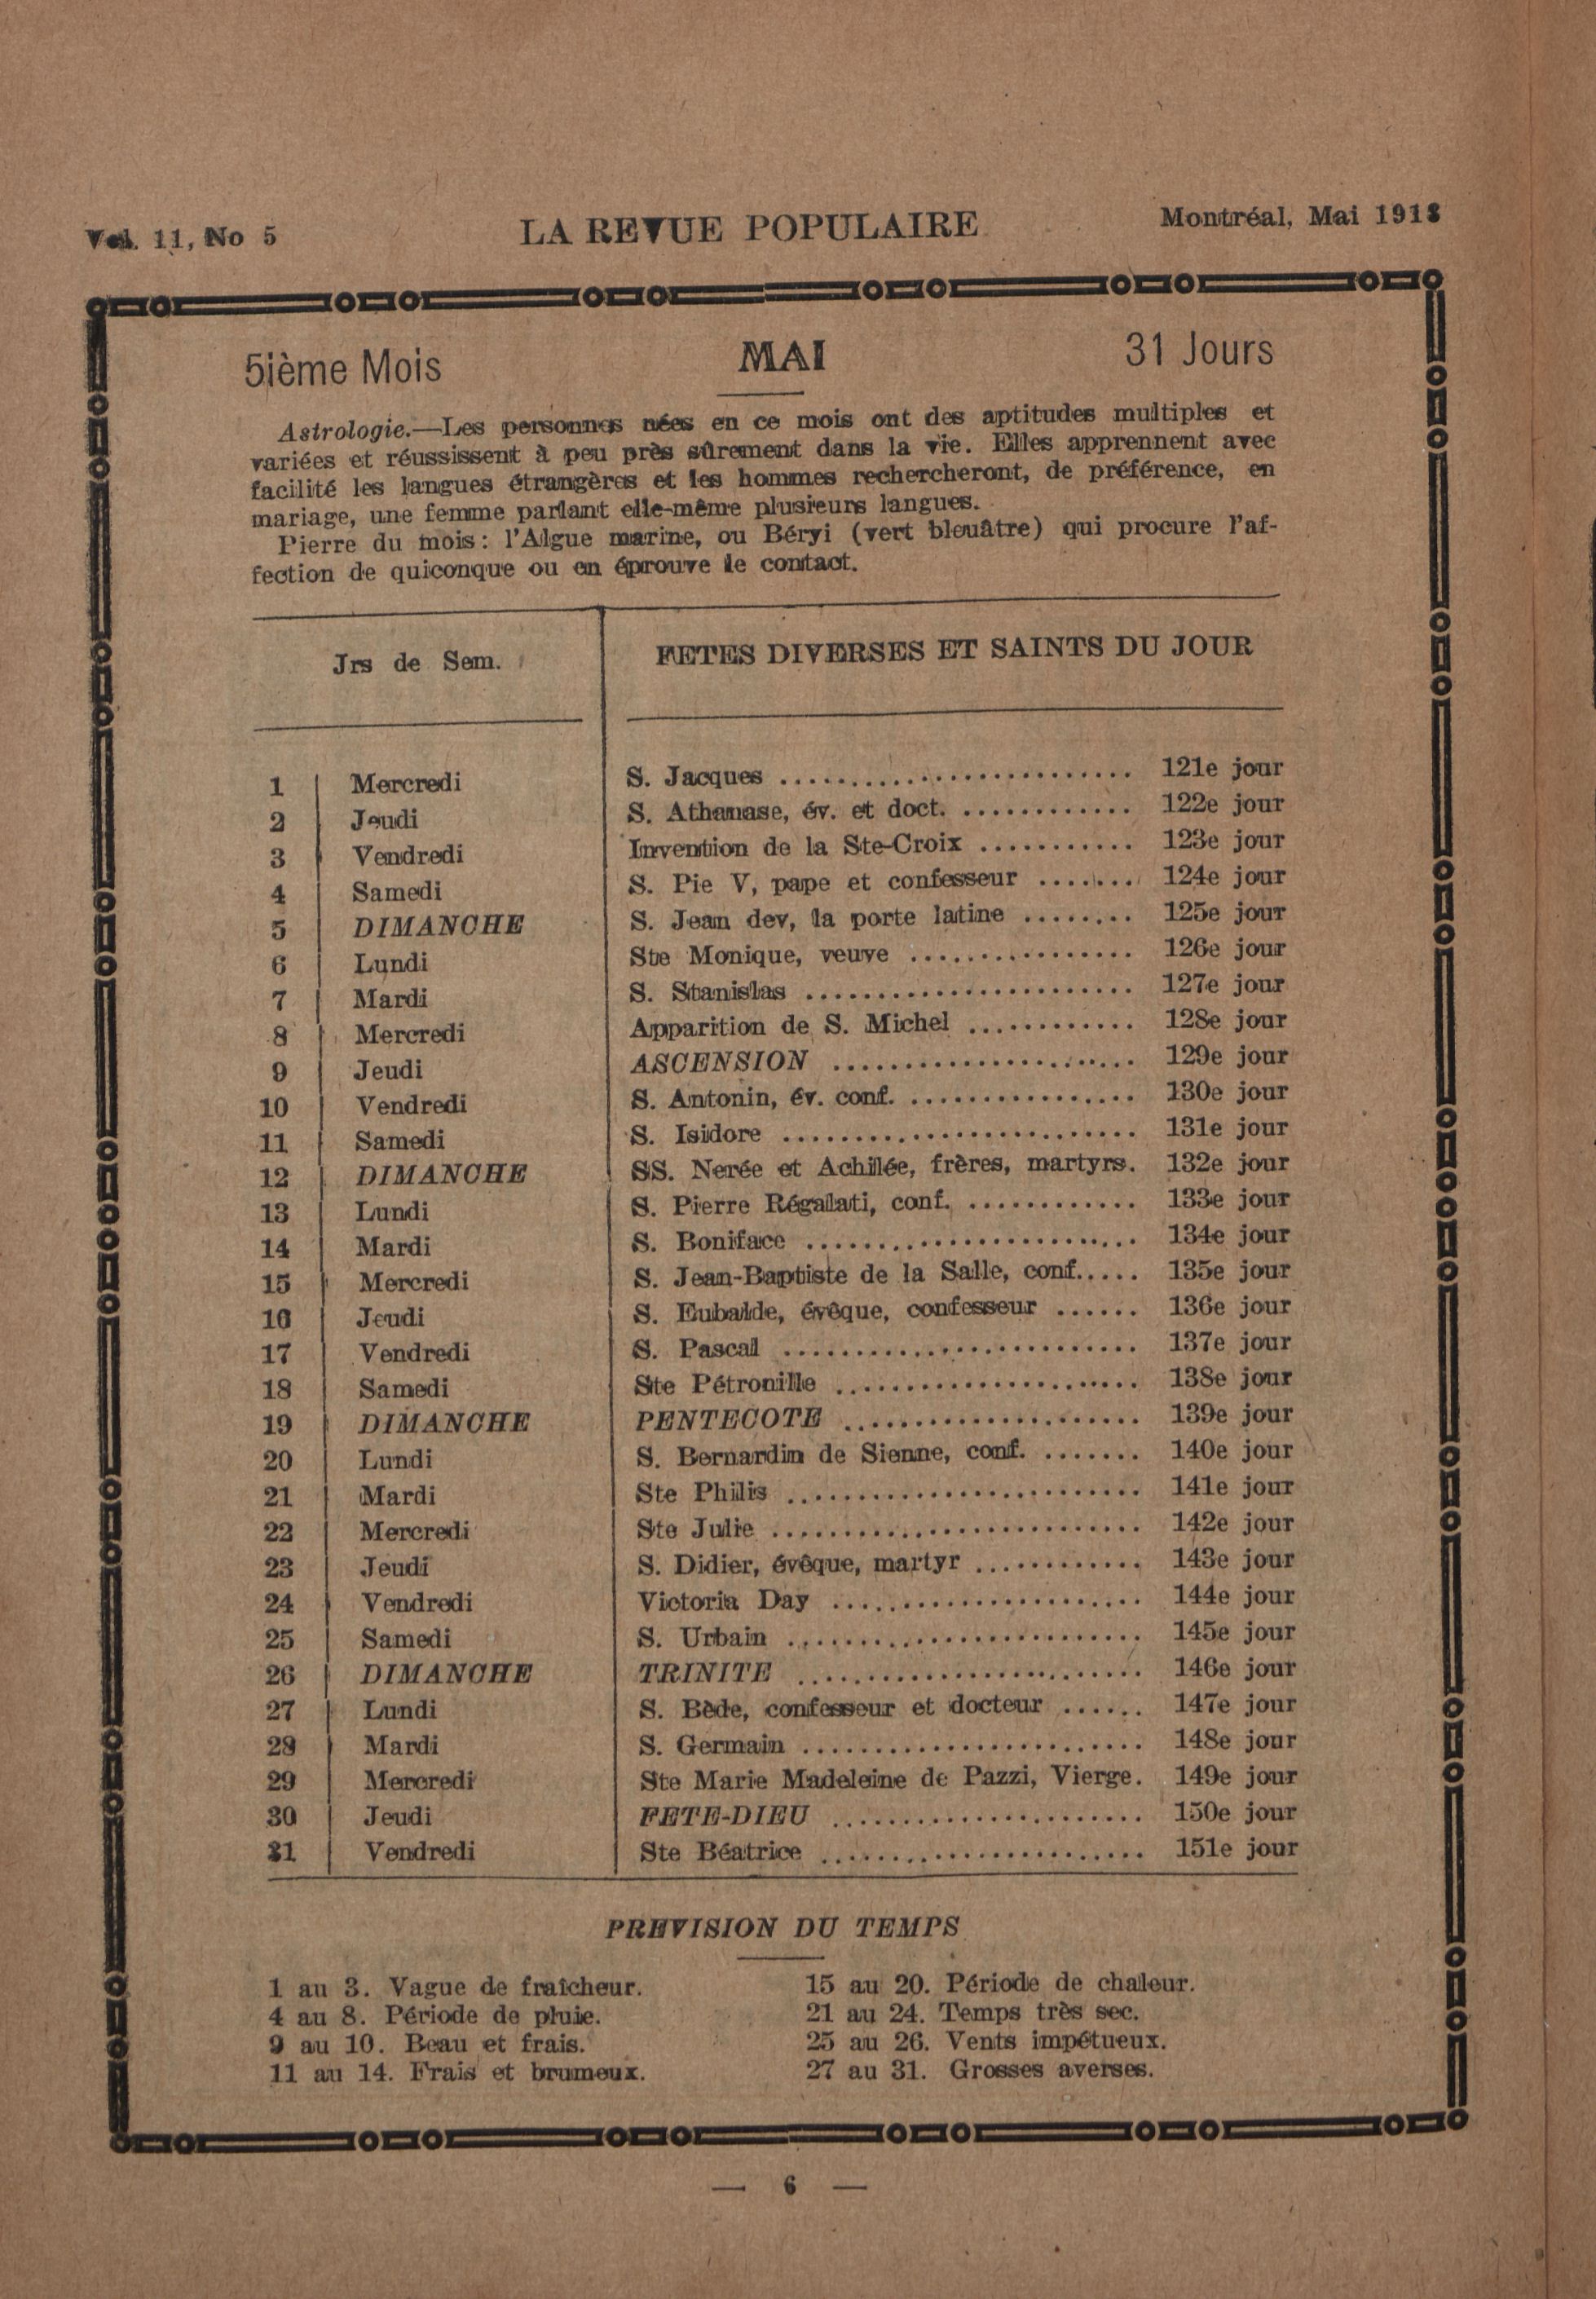 Vol. 11, No 5 LA REVUE POPULAIRE Montréal, Mai 1918
5ième Mois MAI 31 Jours
Astrologie.—Les personnes nées en ce mois ont des aptitudes multiples et
variées et réussissent à peu près sûrement dans la vie. Elles apprennent avec
facilité les langues étrangères et les hommes rechercheront, de préférence, en
mariage, une femme parlant elle-même plusieurs langues.
Pierre du mois: l'Algue marine, ou Béryi (vert bleuâtre) qui procure l'af-
fection de quiconque ou en éprouve le contact.
Jrs de Sem. FETES DIVERSES ET SAINTS DU JOUR
1 Mercredi S. Jacques ........................ 121e jour
2 Jeudi S. Athanase, év. et doct. ............ 122e jour
3 Vendredi Invention de la Ste-Croix ........... 123e jour
4 Samedi S. Pie V, pape et confesseur ....... 124e jour
5 DIMANCHE S. Jean dev, la porte latine ........ 125e jour
6 Lundi Ste Monique, veuve ................ 126e jour
7 Mardi S. Stanislas ....................... 127e jour
8 Mercredi Apparition de S. Michel ............ 128e jour
9 Jeudi ASCENSION ..................... 129e jour
10 Vendredi S. Antonin, év. conf. ................ 130e jour
11 Samedi S. Isidore ......................... 131e jour
12 DIMANCHE SS. Nerée et Achillée, frères, martyrs. 132e jour
13 Lundi S. Pierre Régalati, conf. ............ 133e jour
14 Mardi S. Boniface ....................... 134e jour
15 Mercredi S. Jean-Baptiste de la Salle, conf..... 135e jour
16 Jeudi S. Eubalde, évêque, confesseur ...... 136e jour
17 Vendredi S. Pascal ......................... 137e jour
18 Samedi Ste Pétronille ..................... 138e jour
19 DIMANCHE PENTECOTE ..................... 139e jour
20 Lundi S. Bernardin de Sienne, conf. ....... 140e jour
21 Mardi Ste Philis ......................... 141e jour
22 Mercredi Ste Julie .......................... 142e jour
23 Jeudi S. Didier, évêque, martyr ............ 143e jour
24 Vendredi Victoria Day ...................... 144e jour
25 Samedi S. Urbain ......................... 145e jour
26 DIMANCHE TRINITE ........................ 146e jour
27 Lundi S. Bède, confesseur et docteur ...... 147e jour
28 Mardi S. Germain ........................ 148e jour
29 Mercredi Ste Marie Madeleine de Pazzi, Vierge. 149e jour
30 Jeudi FETE-DIEU ...................... 150e jour
31 Vendredi Ste Béatrice ....................... 151e jour
PREVISION DU TEMPS
1 au 3. Vague de fraîcheur.
4 au 8. Période de pluie.
9 au 10. Beau et frais.
11 au 14. Frais et brumeux.
15 au 20. Période de chaleur.
21 au 24. Temps très sec.
25 au 26. Vents impétueux.
27 au 31. Grosses averses.
— 6 —